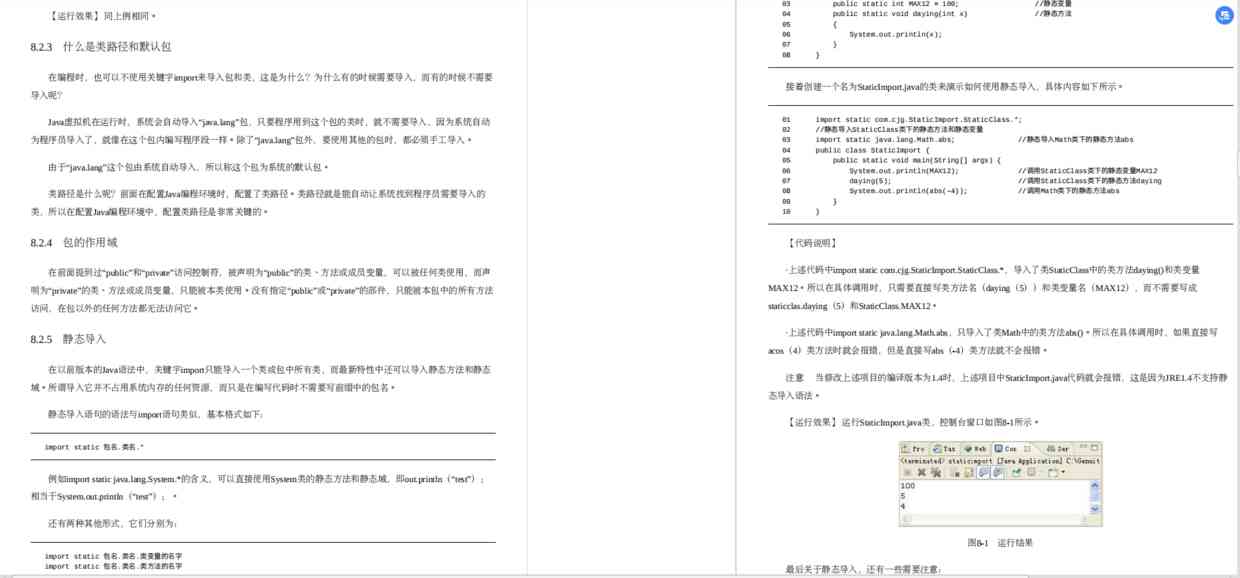 【运行效果】同上例相同。
8.2.3 什么是类路径和默认包
在编程时，也可以不使用关键字import来导入包和类，这是为什么？为什么有的时候需要导入，而有的时候不需要
导入呢？
Java虚拟机在运行时，系统会自动导入“java.lang”包，只要程序用到这个包的类时，就不需要导入，因为系统自动
为程序员导入了，就像在这个包内编写程序段一样。除了“java.lang”包外，要使用其他的包时，都必须手工导入。
由于“java.lang”这个包由系统自动导入，所以称这个包为系统的默认包。
类路径是什么呢？前面在配置Java编程环境时，配置了类路径。类路径就是能自动让系统找到程序员需要导入的
类，所以在配置Java编程环境中，配置类路径是非常关键的。
8.2.4 包的作用域
在前面提到过“public”和“private”访问控制符，被声明为“public”的类、方法或成员变量，可以被任何类使用，而声
明为“private”的类、方法或成员变量，只能被本类使用。没有指定“public”或“private”的部件，只能被本包中的所有方法
访问，在包以外的任何方法都无法访问它。
8.2.5 静态导入
在以前版本的Java语法中，关键字import只能导入一个类或包中所有类，而最新特性中还可以导入静态方法和静态
域。所谓导入它并不占用系统内存的任何资源，而只是在编写代码时不需要写前缀中的包名。
静态导入语句的语法与import语句类似，基本格式如下：
import static 包名.类名.*
例如import static java.lang.System.*的含义，可以直接使用System类的静态方法和静态域，即out.println（“test”）；
相当于System.out.println（“test”）； 。
还有两种其他形式，它们分别为：
import static 包名.类名.类变量的名字
import static 包名.类名.类方法的名字
03 public static int MAX12 = 100; //静态变量
04 public static void daying(int x) //静态方法
05 {
06 System.out.println(x);
07 }
08 }
接着创建一个名为StaticImport.java的类来演示如何使用静态导入，具体内容如下所示。
01 import static com.cjg.StaticImport.StaticClass.*;
02 //静态导入StaticClass类下的静态方法和静态变量
03 import static java.lang.Math.abs; //静态导入Math类下的静态方法abs
04 public class StaticImport {
05 public static void main(String[] args) {
06 System.out.println(MAX12); //调用StaticClass类下的静态变量MAX12
07 daying(5); //调用StaticClass类下的静态方法daying
08 System.out.println(abs(-4)); //调用Math类下的静态方法abs
09 }
10 }
【代码说明】
·上述代码中import static com.cjg.StaticImport.StaticClass.*，导入了类StaticClass中的类方法daying()和类变量
MAX12。所以在具体调用时，只需要直接写类方法名（daying（5））和类变量名（MAX12），而不需要写成
staticclas.daying（5）和StaticClass.MAX12。
·上述代码中import static java.lang.Math.abs，只导入了类Math中的类方法abs()。所以在具体调用时，如果直接写
acos（4）类方法时就会报错，但是直接写abs（-4）类方法就不会报错。
注意 当修改上述项目的编译版本为1.4时，上述项目中StaticImport.java代码就会报错，这是因为JRE1.4不支持静
态导入语法。
【运行效果】运行StaticImport.java类，控制台窗口如图8-1所示。
Pro Tas Web Con Ser
<terminated> staticimport [Java Application] C:\Genuit
100
5
4
图8-1 运行结果
最后关于静态导入，还有一些需要注意：